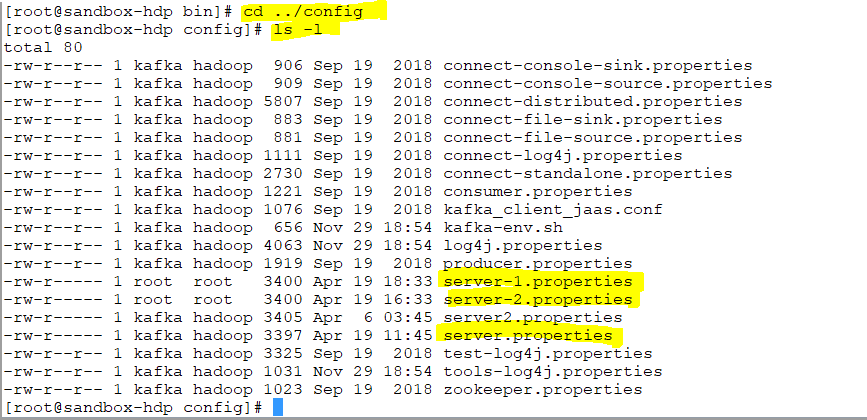 [root@sandbox-hdp bin]# cd ../config
[root@sandbox-hdp config]# ls -l
total 80
-rw-r--r-- 1 kafka hadoop  906 Sep 19  2018 connect-console-sink.properties
-rw-r--r-- 1 kafka hadoop  909 Sep 19  2018 connect-console-source.properties
-rw-r--r-- 1 kafka hadoop 5807 Sep 19  2018 connect-distributed.properties
-rw-r--r-- 1 kafka hadoop  883 Sep 19  2018 connect-file-sink.properties
-rw-r--r-- 1 kafka hadoop  881 Sep 19  2018 connect-file-source.properties
-rw-r--r-- 1 kafka hadoop 1111 Sep 19  2018 connect-log4j.properties
-rw-r--r-- 1 kafka hadoop 2730 Sep 19  2018 connect-standalone.properties
-rw-r--r-- 1 kafka hadoop 1221 Sep 19  2018 consumer.properties
-rw-r--r-- 1 kafka hadoop 1076 Sep 19  2018 kafka_client_jaas.conf
-rw-r--r-- 1 kafka hadoop  656 Nov 29 18:54 kafka-env.sh
-rw-r--r-- 1 kafka hadoop 4063 Nov 29 18:54 log4j.properties
-rw-r--r-- 1 kafka hadoop 1919 Sep 19  2018 producer.properties
-rw-r----- 1 root  root   3400 Apr 19 18:33 server-1.properties
-rw-r----- 1 root  root   3400 Apr 19 16:33 server-2.properties
-rw-r----- 1 kafka hadoop 3405 Apr  6 03:45 server2.properties
-rw-r----- 1 kafka hadoop 3397 Apr 19 11:45 server.properties
-rw-r--r-- 1 kafka hadoop 3325 Sep 19  2018 test-log4j.properties
-rw-r--r-- 1 kafka hadoop 1031 Nov 29 18:54 tools-log4j.properties
-rw-r--r-- 1 kafka hadoop 1023 Sep 19  2018 zookeeper.properties
[root@sandbox-hdp config]#